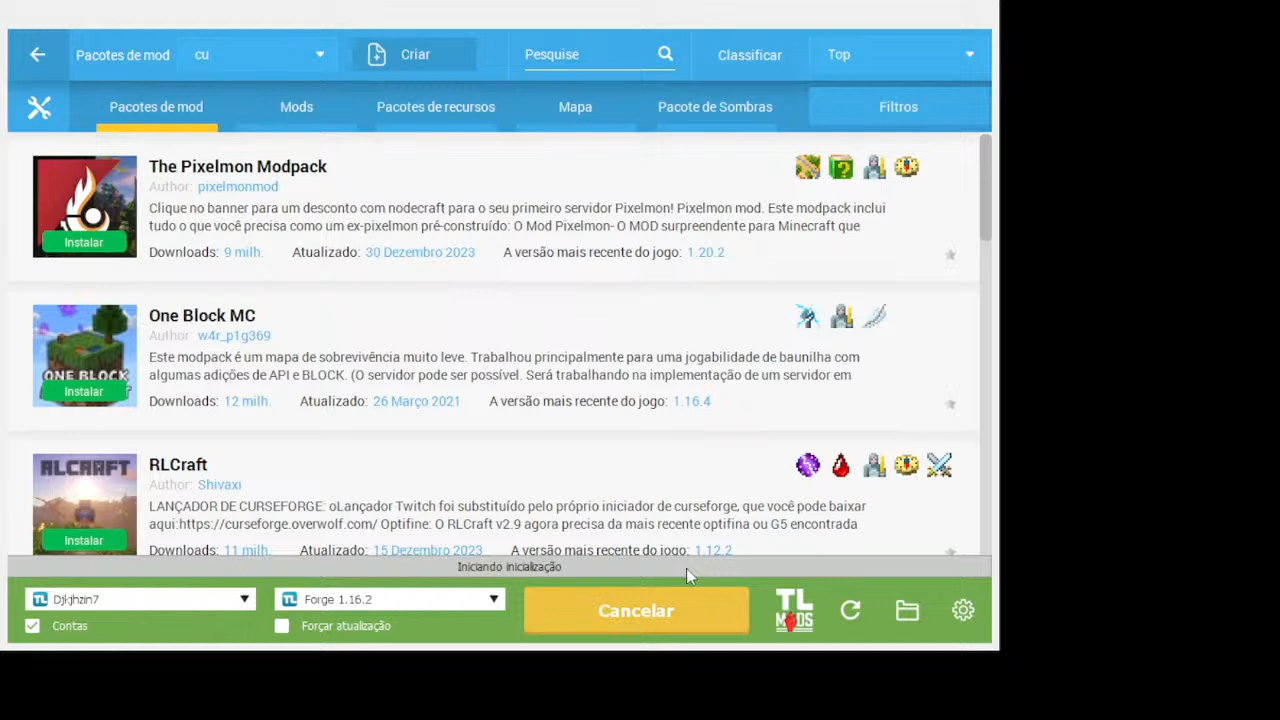 Pacotes de mod
cu
Criar
Pesquise
Classificar
Top
Pacotes de mod
Mods
Pacotes de recursos
Mapa
Pacote de Sombras
Filtros
The Pixelmon Modpack
Author: pixelmonmod
Clique no banner para um desconto com nodecraft para o seu primeiro servidor Pixelmon! Pixelmon mod. Este modpack inclui
tudo o que você precisa como um ex-pixelmon pré-construído: O Mod Pixelmon- O MOD surpreendente para Minecraft que
Instalar
Downloads: 9 milh. Atualizado: 30 Dezembro 2023 A versão mais recente do jogo: 1.20.2
One Block MC
Author: w4r_p1g369
Este modpack é um mapa de sobrevivência muito leve. Trabalhou principalmente para uma jogabilidade de baunilha com
algumas adições de API e BLOCK. (O servidor pode ser possível. Será trabalhando na implementação de um servidor em
ONE BLOCK
Instalar
Downloads: 12 milh. Atualizado: 26 Março 2021 A versão mais recente do jogo: 1.16.4
RLCRAFT
RLCraft
Author: Shivaxi
LANÇADOR DE CURSEFORGE: oLançador Twitch foi substituído pelo próprio iniciador de curseforge, que você pode baixar
aqui:https://curseforge.overwolf.com/ Optifine: O RLCraft v2.9 agora precisa da mais recente optifina ou G5 encontrada
Instalar
Downloads: 11 milh. Atualizado: 15 Dezembro 2023 A versão mais recente do jogo: 1.12.2
Iniciando inicialização
TL Djkjhzin7
TL Forge 1.16.2
Cancelar
TL
MODS
Contas
Forçar atualização